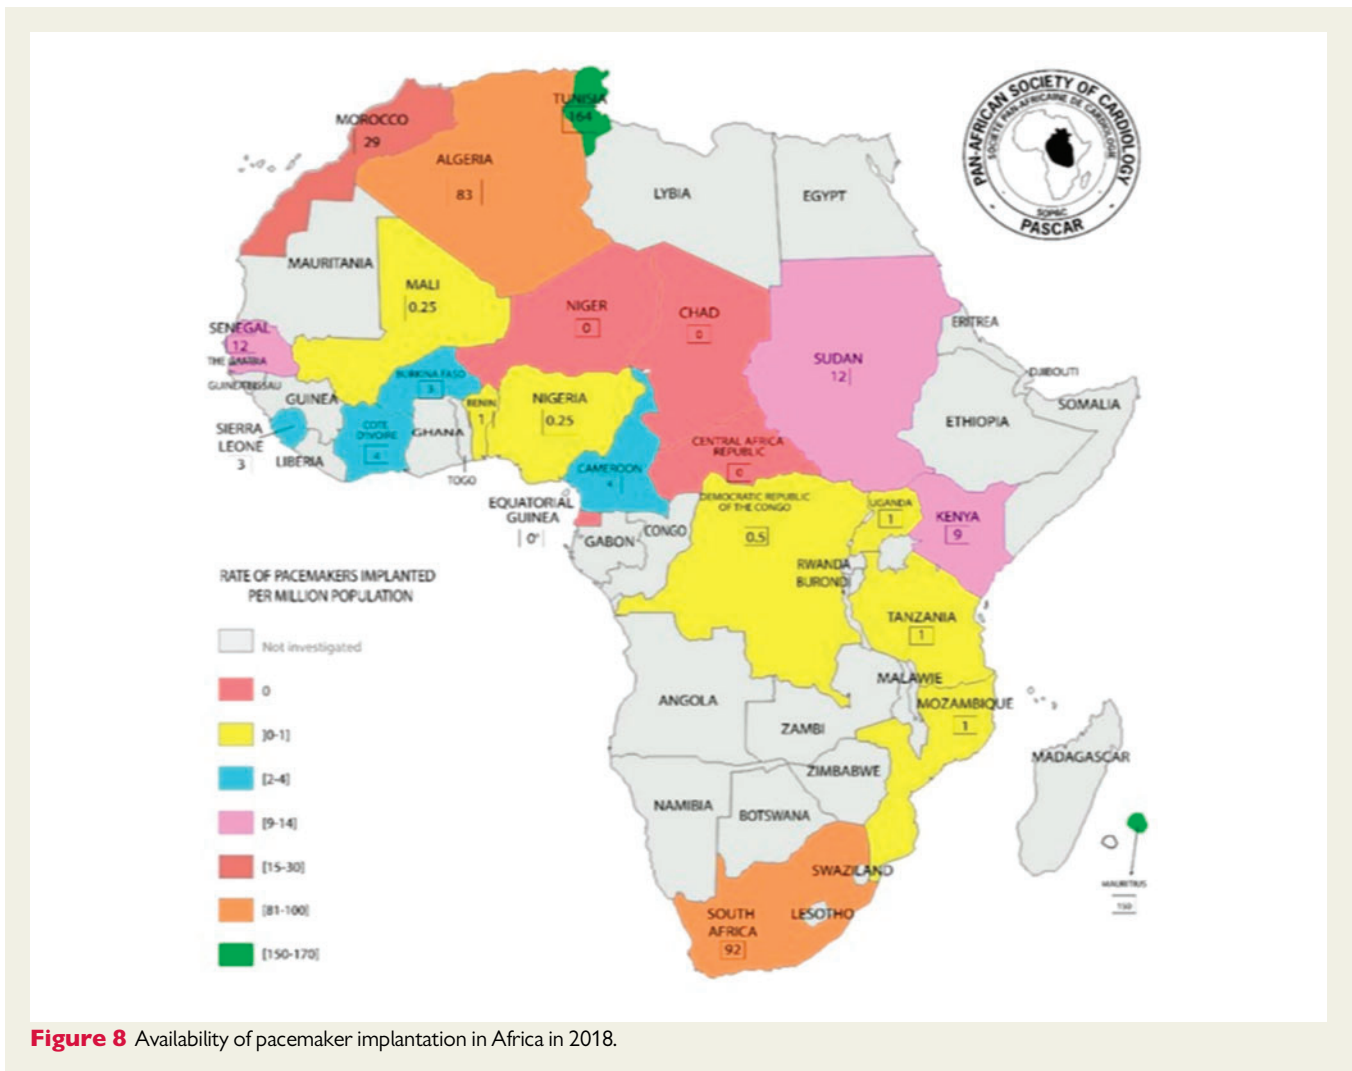 PAN-AFRICAN SOCIETY OF CARDIOLOGY
SOCIETE PAN-AFRICAINE DE CARDIOLOGIE
PASCAR
TUNISIA
164
MOROCCO
29
ALGERIA
83
LYBIA
EGYPT
MAURITANIA
MALI
0.25
NIGER
0
CHAD
0
SUDAN
12
ERITREA
DJIBOUTI
SOMALIA
ETHIOPIA
SENEGAL
12
THE GAMBIA
GUINEA BISSAU
GUINEA
SIERRA
LEONE
3
LIBERIA
BURKINA FASO
3
COTE
D'IVOIRE
4
GHANA
TOGO
BENIN
1
NIGERIA
0.25
CAMEROON
CENTRAL AFRICA
REPUBLIC
0
EQUATORIAL
GUINEA
0*
GABON
CONGO
DEMOCRATIC REPUBLIC
OF THE CONGO
0.5
UGANDA
1
KENYA
9
RWANDA
BURONDI
TANZANIA
1
RATE OF PACEMAKERS IMPLANTED
PER MILLION POPULATION
Not investigated
0
]0-1]
[2-4]
[9-14]
[15-30]
[81-100]
[150-170]
ANGOLA
ZAMBI
MALAWIE
MOZAMBIQUE
1
ZIMBABWE
NAMIBIA
BOTSWANA
MADAGASCAR
MAURITIUS
150
SWAZILAND
SOUTH
AFRICA
92
LESOTHO
Figure 8 Availability of pacemaker implantation in Africa in 2018.